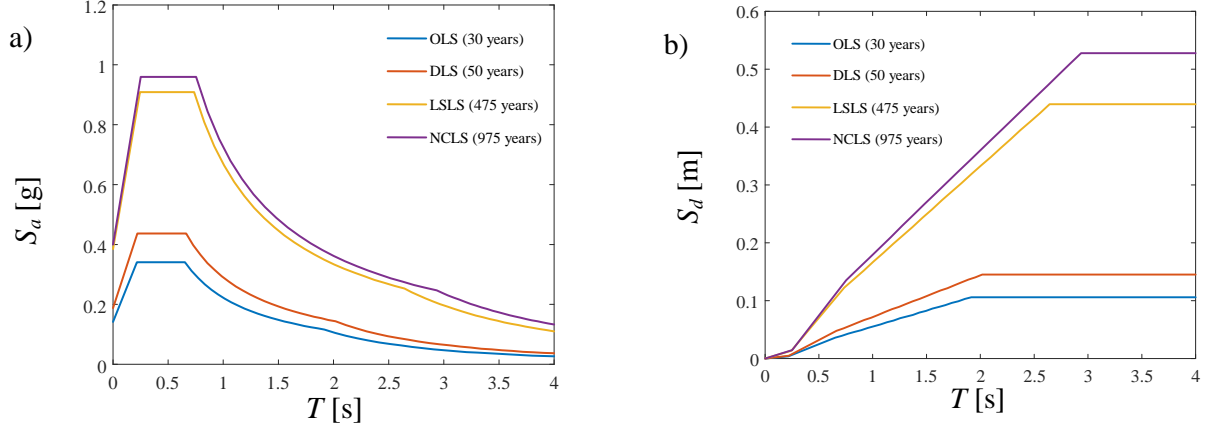 a)
1.2
1
0.8
0.6
0.4
0.2
0
S_a [g]
OLS (30 years)
DLS (50 years)
LSLS (475 years)
NCLS (975 years)
0 0.5 1 1.5 2 2.5 3 3.5 4
T [s]
b)
0.6
0.5
0.4
0.3
0.2
0.1
0
S_d [m]
OLS (30 years)
DLS (50 years)
LSLS (475 years)
NCLS (975 years)
0 0.5 1 1.5 2 2.5 3 3.5 4
T [s]